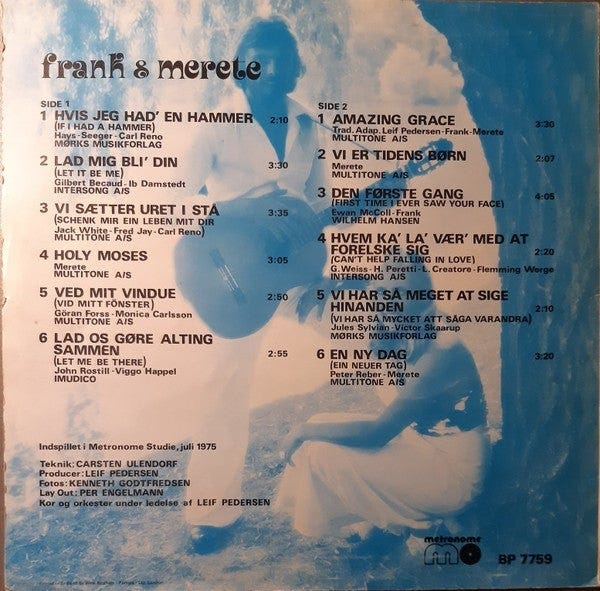 frank & merete
SIDE 1
1 HVIS JEG HAD' EN HAMMER 2:10
(IF I HAD A HAMMER)
Hays-Seeger-Carl Reno
MØRKS MUSIKFORLAG
2 LAD MIG BLI' DIN 3:30
(LET IT BE ME)
Gilbert Becaud-Ib Damstedt
INTERSONG A/S
3 VI SÆTTER URET I STÅ 3:35
(SCHENK MIR EIN LEBEN MIT DIR
Jack White-Fred Jay-Carl Reno)
MULTITONE A/S
4 HOLY MOSES 3:05
Merete
MULTITONE A/S
5 VED MIT VINDUE 2:50
(VID MITT FÖNSTER)
Göran Forss-Monica Carlsson
MULTITONE A/S
6 LAD OS GØRE ALTING
SAMMEN 2:55
(LET ME BE THERE)
John Rostill-Viggo Happel
IMUDICO
SIDE 2
1 AMAZING GRACE 3:30
Trad. Adap. Leif Pedersen-Frank-Merete
MULTITONE A/S
2 VI ER TIDENS BØRN 2:07
Merete
MULTITONE A/S
3 DEN FØRSTE GANG 4:05
(FIRST TIME I EVER SAW YOUR FACE)
Ewan McColl-Frank
WILHELM HANSEN
4 HVEM KA' LA' VÆR' MED AT
FORELSKE SIG 2:20
(CAN'T HELP FALLING IN LOVE)
G. Weiss-H. Peretti-L. Creatore-Flemming Werge
INTERSONG A/S
5 VI HAR SÅ MEGET AT SIGE
HINANDEN 2:10
(VI HAR SÅ MYCKET ATT SÄGA VARANDRA)
Jules Sylvian-Victor Skaarup
MØRKS MUSIKFORLAG
6 EN NY DAG 3:20
(EIN NEUER TAG)
Peter Reber-Merete
MULTITONE A/S
Indspillet i Metronome Studie, juli 1975
Teknik: CARSTEN ULENDORF
Producer: LEIF PEDERSEN
Fotos: KENNETH GODTFREDSEN
Lay Out: PER ENGELMANN
Kor og orkester under ledelse af LEIF PEDERSEN
metronome
BP 7759